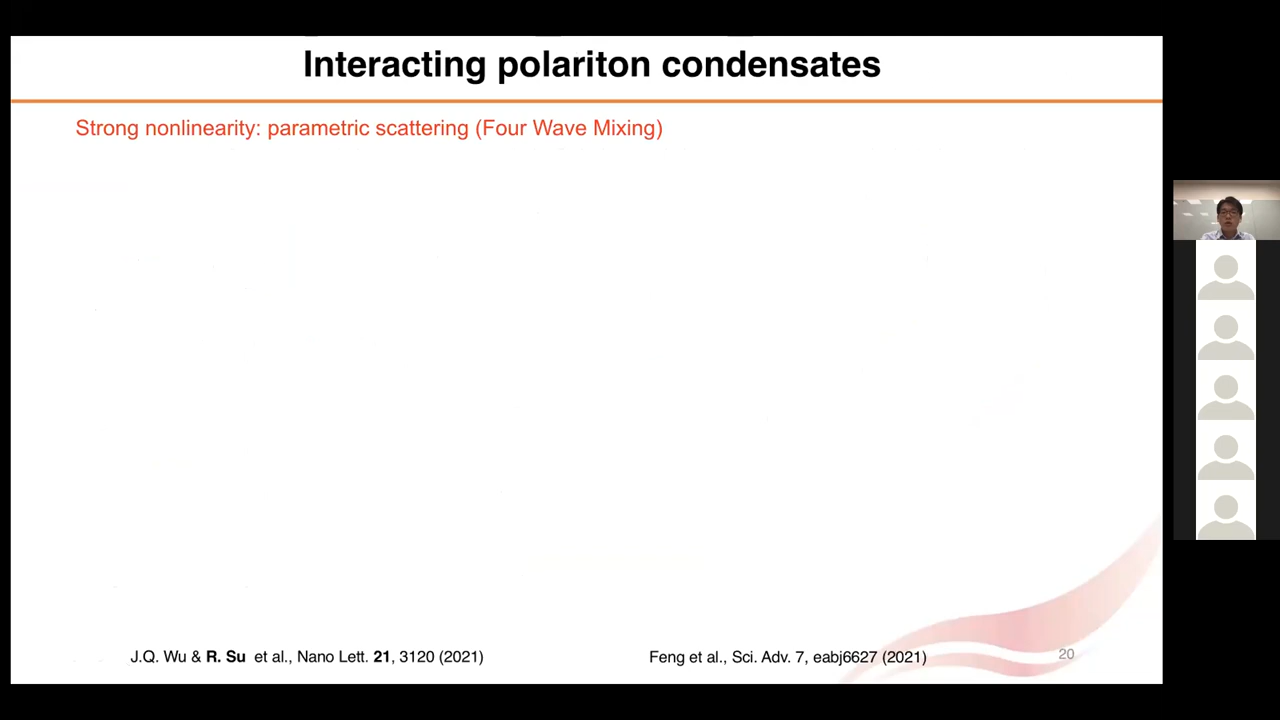 Interacting polariton condensates
Strong nonlinearity: parametric scattering (Four Wave Mixing)
J.Q. Wu & R. Su et al., Nano Lett. 21, 3120 (2021)
Feng et al., Sci. Adv. 7, eabj6627 (2021)
20